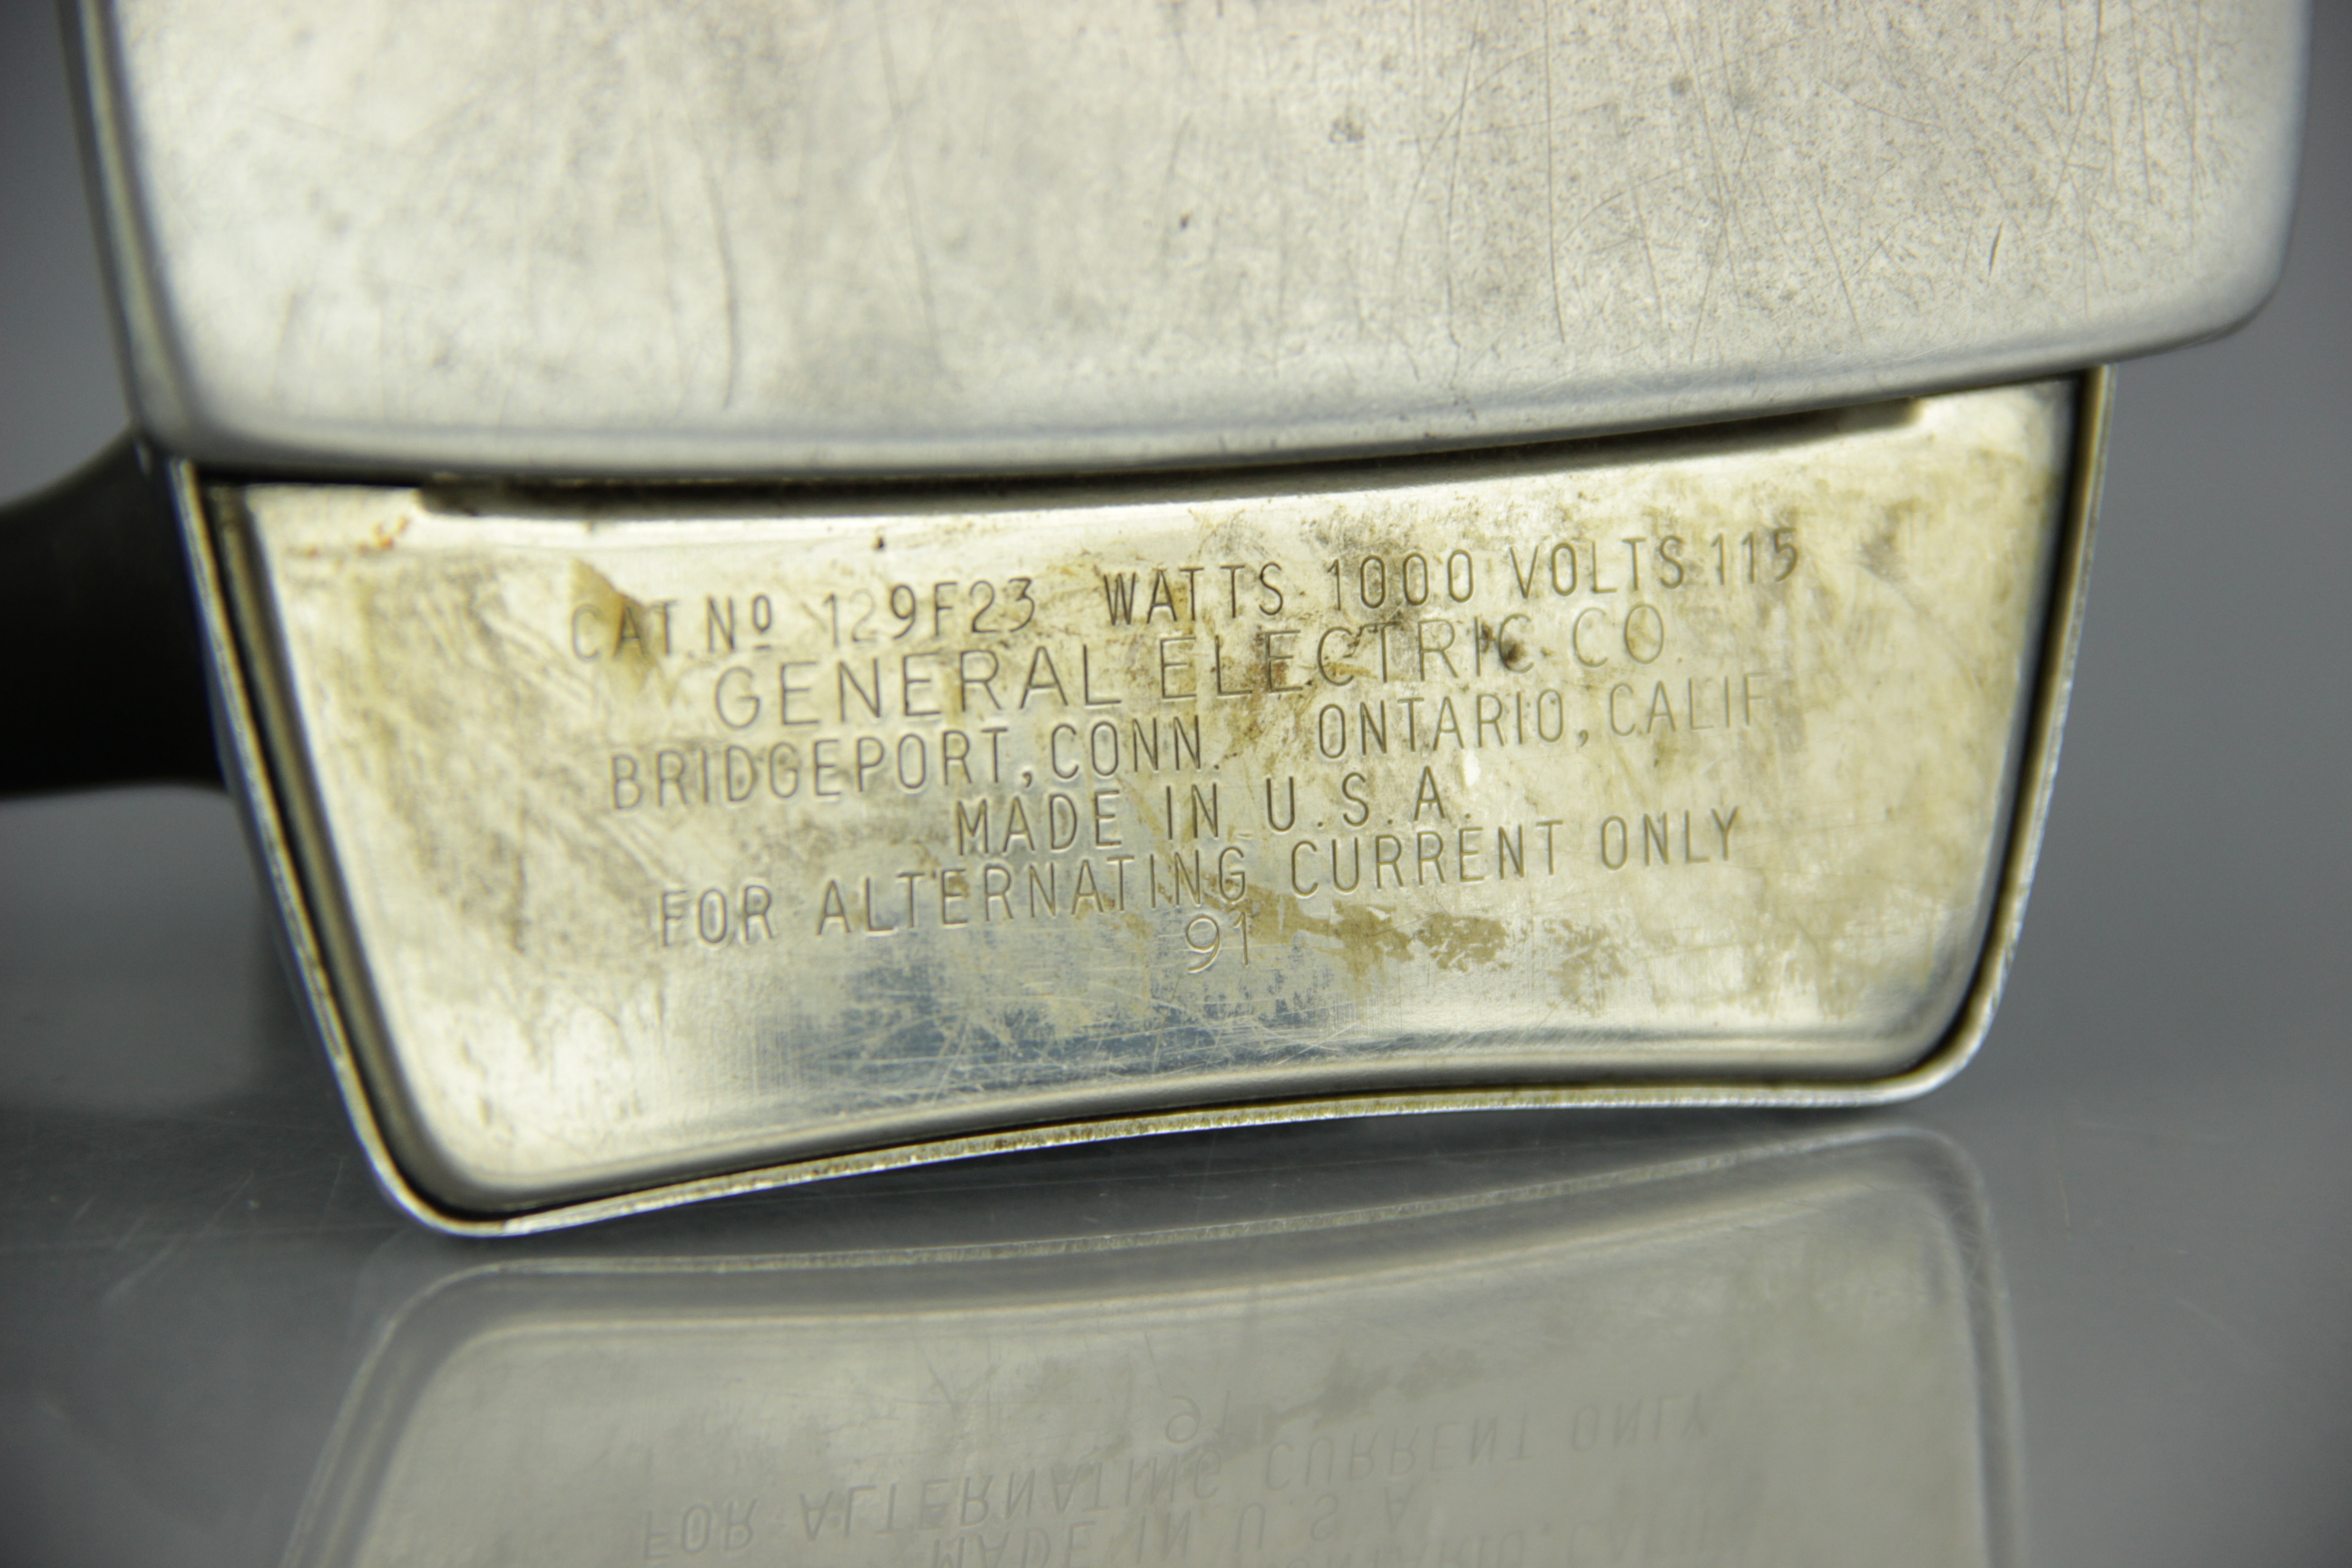 CAT. Nº 129F23 WATTS 1000 VOLTS 115
GENERAL ELECTRIC CO.
BRIDGEPORT, CONN. ONTARIO, CALIF.
MADE IN U.S.A.
FOR ALTERNATING CURRENT ONLY
91